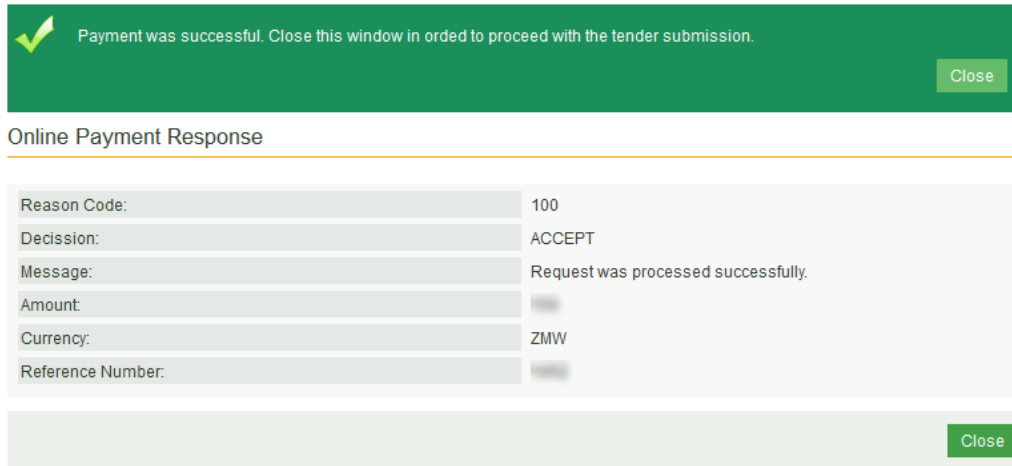 Payment was successful. Close this window in orded to proceed with the tender submission.
Close
Online Payment Response
Reason Code: 100
Decission: ACCEPT
Message: Request was processed successfully.
Amount:
Currency: ZMW
Reference Number:
Close